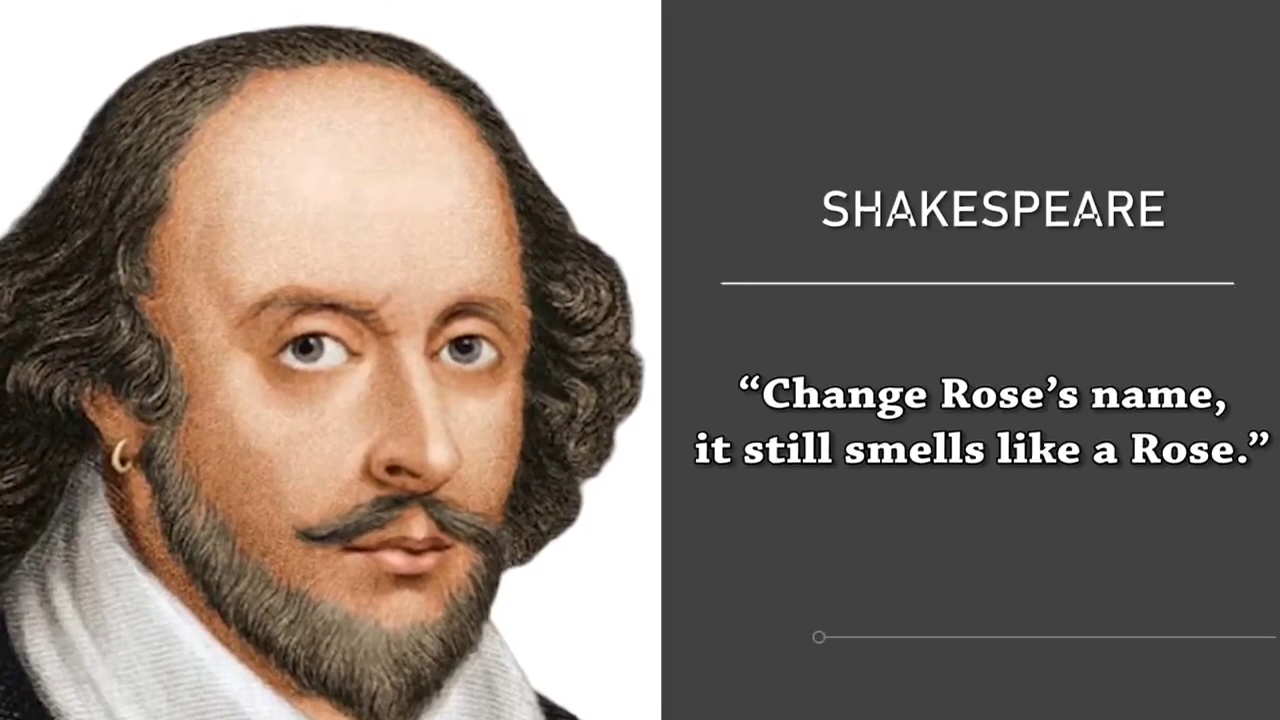 SHAKESPEARE
“Change Rose’s name,
it still smells like a Rose.”